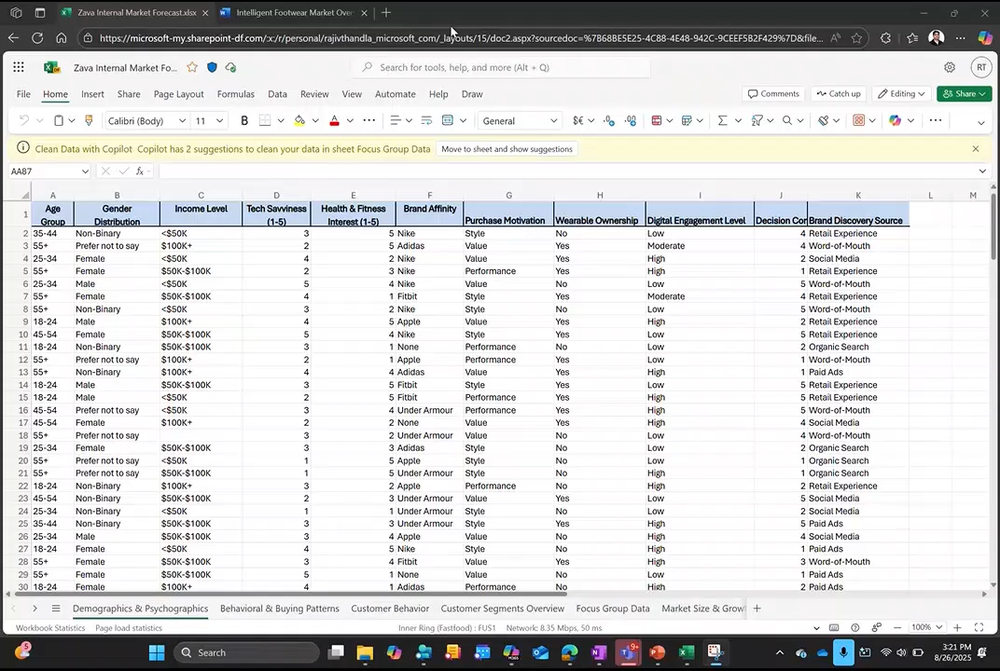 Zava Internal Market Forecast.xlsx
Intelligent Footwear Market Over
https://microsoft-my.sharepoint-df.com/:x:/r/personal/rajivthandla_microsoft_com/_layouts/15/doc2.aspx?sourcedoc=%7B68BE5E25-4C88-4E48-942C-9CEEF5B2F429%7D&file...
Zava Internal Market Fo...
Search for tools, help, and more (Alt + Q)
RT
File Home Insert Share Page Layout Formulas Data Review View Automate Help Draw
Comments Catch up Editing Share
Calibri (Body) 11 B General
Clean Data with Copilot Copilot has 2 suggestions to clean your data in sheet Focus Group Data Move to sheet and show suggestions
AA87 fx
A B C D E F G H I J K L M
1 Age Group Gender Distribution Income Level Tech Savviness (1-5) Health & Fitness Interest (1-5) Brand Affinity Purchase Motivation Wearable Ownership Digital Engagement Level Decision Cor Brand Discovery Source
2 35-44 Non-Binary <$50K 3 5 Nike Style No Low 4 Retail Experience
3 55+ Prefer not to say $100K+ 2 5 Adidas Value Yes Moderate 4 Word-of-Mouth
4 25-34 Female <$50K 4 2 Nike Value Yes High 2 Social Media
5 55+ Female $50K-$100K 2 3 Nike Performance Yes High 1 Retail Experience
6 25-34 Male <$50K 5 4 Nike Value No Low 5 Word-of-Mouth
7 55+ Female $50K-$100K 4 1 Fitbit Style Yes Moderate 4 Retail Experience
8 55+ Non-Binary <$50K 3 2 Nike Style No Low 5 Word-of-Mouth
9 18-24 Male $100K+ 4 5 Apple Value Yes High 2 Retail Experience
10 45-54 Female $50K-$100K 5 4 Nike Style Yes Low 5 Retail Experience
11 18-24 Non-Binary $50K-$100K 3 1 None Performance No Low 2 Organic Search
12 55+ Prefer not to say $100K+ 2 1 Apple Performance Yes High 1 Word-of-Mouth
13 55+ Non-Binary $100K+ 4 4 Adidas Value Yes High 1 Paid Ads
14 18-24 Male $50K-$100K 3 5 Fitbit Style Yes Low 5 Retail Experience
15 18-24 Male <$50K 2 5 Fitbit Performance Yes High 5 Retail Experience
16 45-54 Prefer not to say <$50K 3 4 Under Armour Performance Yes High 5 Word-of-Mouth
17 45-54 Female $100K+ 2 2 None Value Yes High 4 Social Media
18 55+ Prefer not to say 3 2 Under Armour Value No Low 4 Word-of-Mouth
19 25-34 Female $50K-$100K 3 3 Adidas Style No Low 2 Organic Search
20 55+ Prefer not to say <$50K 1 5 Apple Style No Low 1 Organic Search
21 55+ Prefer not to say $50K-$100K 1 5 Under Armour Style No High 1 Organic Search
22 18-24 Non-Binary $100K+ 3 2 Apple Performance No High 2 Retail Experience
23 45-54 Non-Binary $50K-$100K 2 3 Under Armour Value Yes Low 5 Social Media
24 25-34 Non-Binary <$50K 1 1 Under Armour Style No Low 2 Social Media
25 35-44 Non-Binary $50K-$100K 3 3 Under Armour Style Yes High 5 Paid Ads
26 25-34 Male $50K-$100K 3 4 Apple Value No High 4 Social Media
27 18-24 Female <$50K 4 5 Nike Style No High 1 Paid Ads
28 55+ Female $50K-$100K 3 4 Fitbit Value Yes High 3 Word-of-Mouth
29 55+ Female $50K-$100K 5 1 None Value No Low 1 Paid Ads
30 18-24 Female $100K+ 4 1 Adidas Performance No High 2 Paid Ads
Demographics & Psychographics Behavioral & Buying Patterns Customer Behavior Customer Segments Overview Focus Group Data Market Size & Grow
Workbook Statistics Page load statistics Inner Ring (Fastfood) : FUS1 Network: 8.35 Mbps, 50 ms 100%
5 Search 9+ 3:21 PM
8/26/2025